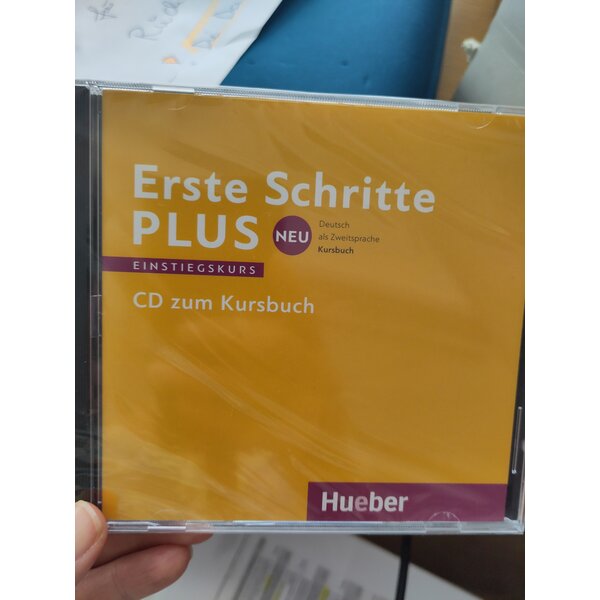 Erste Schritte
PLUS NEU
Deutsch
als Zweitsprache
Kursbuch
EINSTIEGSKURS
CD zum Kursbuch
Hueber